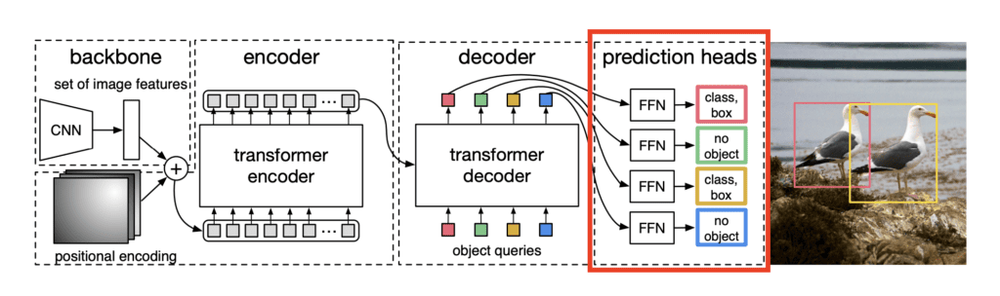 backbone
set of image features
CNN
+
positional encoding
encoder
...
transformer
encoder
decoder
transformer
decoder
object queries
prediction heads
FFN
class,
box
FFN
no
object
FFN
class,
box
FFN
no
object